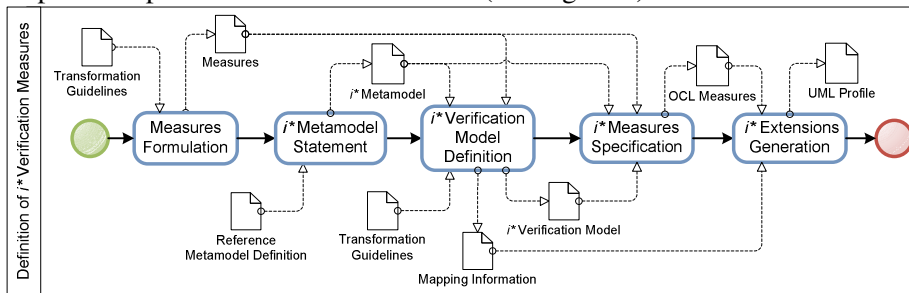 Definition of i* Verification Measures
Transformation
Guidelines
Measures
i* Metamodel
OCL Measures
UML Profile
Measures
Formulation
i* Metamodel
Statement
i* Verification
Model
Definition
i* Measures
Specification
i* Extensions
Generation
Reference
Metamodel Definition
Transformation
Guidelines
i* Verification Model
Mapping Information